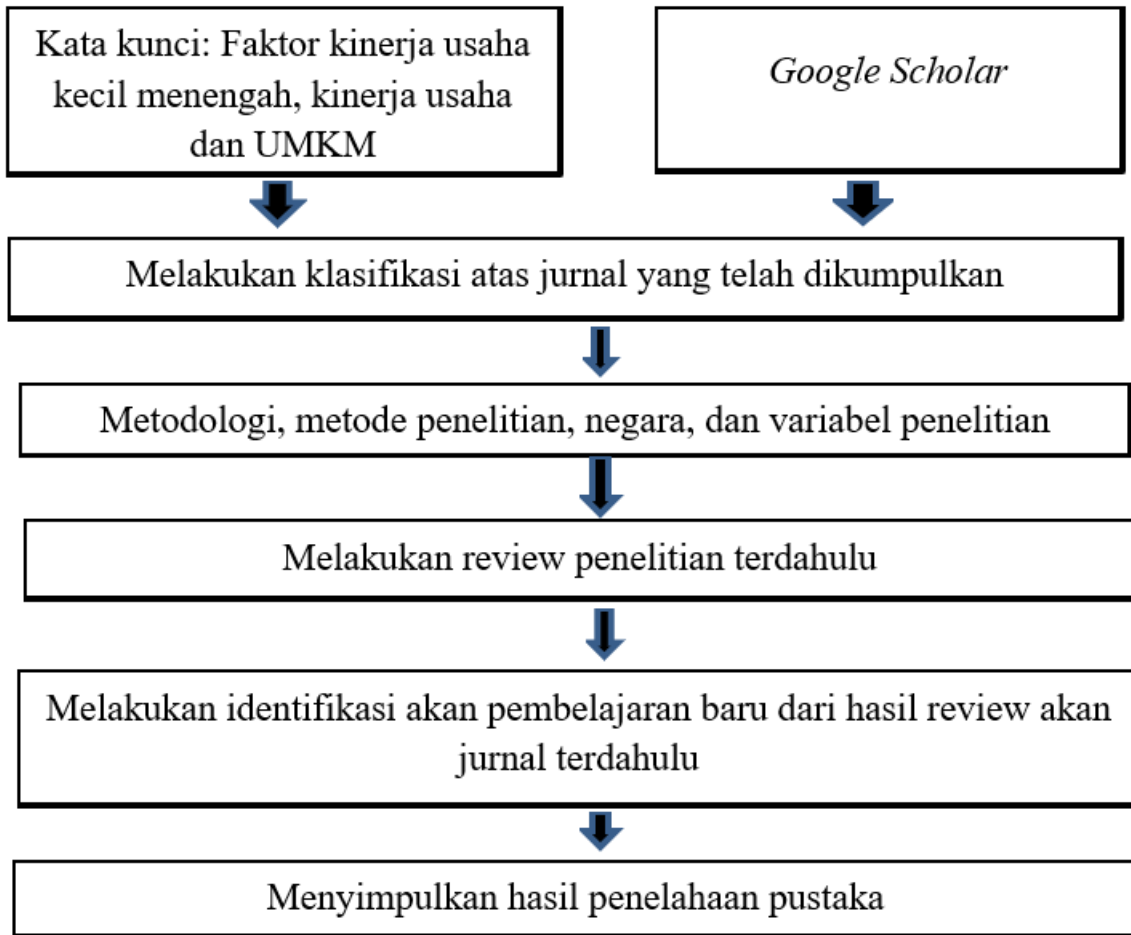 Kata kunci: Faktor kinerja usaha
kecil menengah, kinerja usaha
dan UMKM
Google Scholar
Melakukan klasifikasi atas jurnal yang telah dikumpulkan
Metodologi, metode penelitian, negara, dan variabel penelitian
Melakukan review penelitian terdahulu
Melakukan identifikasi akan pembelajaran baru dari hasil review akan
jurnal terdahulu
Menyimpulkan hasil penelahaan pustaka